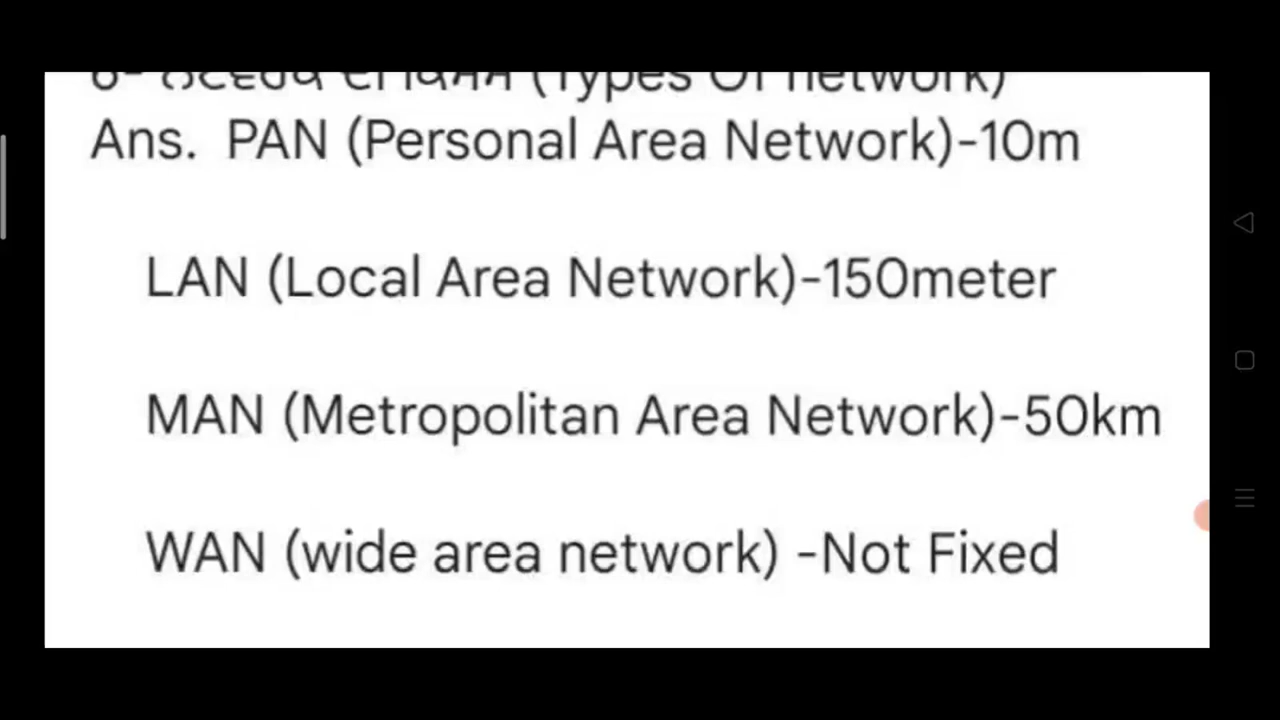 (Types Of network)
Ans. PAN (Personal Area Network)-10m
LAN (Local Area Network)-150meter
MAN (Metropolitan Area Network)-50km
WAN (wide area network) -Not Fixed